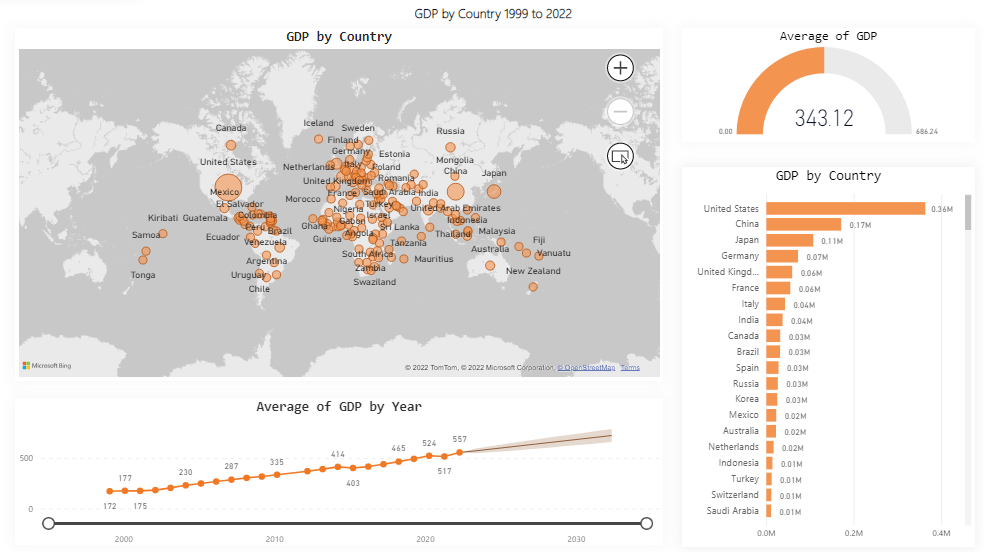 GDP by Country 1999 to 2022
GDP by Country
Iceland
Canada
Sweden
Russia
Finland
Germany
Estonia
United States
Mongolia
Netherlands
Italy
Poland
China
Japan
United Kingdom
Romania
Mexico
France
Saudi Arabia
India
Morocco
El Salvador
Turkey
United Arab Emirates
Nigeria
Kiribati
Guatemala
Colombia
Israel
Indonesia
Ghana
Gabon
Peru
Brazil
Sri Lanka
Samoa
Angola
Thailand
Malaysia
Ecuador
Guinea
Fiji
Venezuela
Tanzania
Australia
Vanuatu
Argentina
South Africa
Mauritius
Tonga
Uruguay
Zambia
New Zealand
Chile
Swaziland
Microsoft Bing
© 2022 TomTom, © 2022 Microsoft Corporation, © OpenStreetMap Terms
Average of GDP by Year
500
0
172
177
175
230
287
335
414
403
465
524
517
557
2000
2010
2020
2030
Average of GDP
343.12
0.00
686.24
GDP by Country
United States 0.36M
China 0.17M
Japan 0.11M
Germany 0.07M
United Kingd... 0.06M
France 0.06M
Italy 0.04M
India 0.04M
Canada 0.03M
Brazil 0.03M
Spain 0.03M
Russia 0.03M
Korea 0.03M
Mexico 0.02M
Australia 0.02M
Netherlands 0.02M
Indonesia 0.01M
Turkey 0.01M
Switzerland 0.01M
Saudi Arabia 0.01M
0.0M
0.2M
0.4M